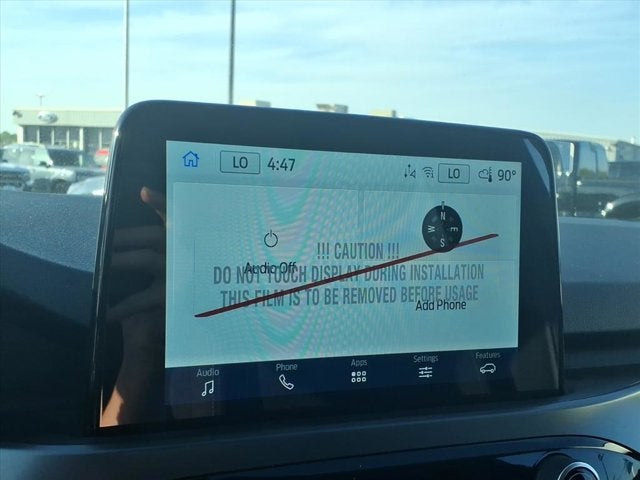 LO 4:47 LO 90°
N
W E
S
Audio Off
!!! CAUTION !!!
DO NOT TOUCH DISPLAY DURING INSTALLATION
THIS FILM IS TO BE REMOVED BEFORE USAGE
Add Phone
Audio Phone Apps Settings Features